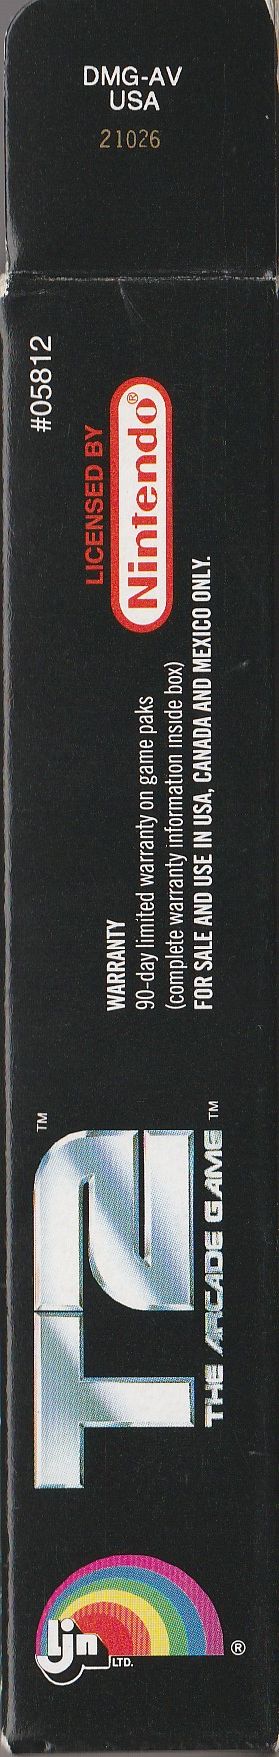 DMG-AV
USA
21026
#05812
LICENSED BY
Nintendo®
WARRANTY
90-day limited warranty on game paks
(complete warranty information inside box)
FOR SALE AND USE IN USA, CANADA AND MEXICO ONLY.
T2™
THE ARCADE GAME™
ljn LTD. ®